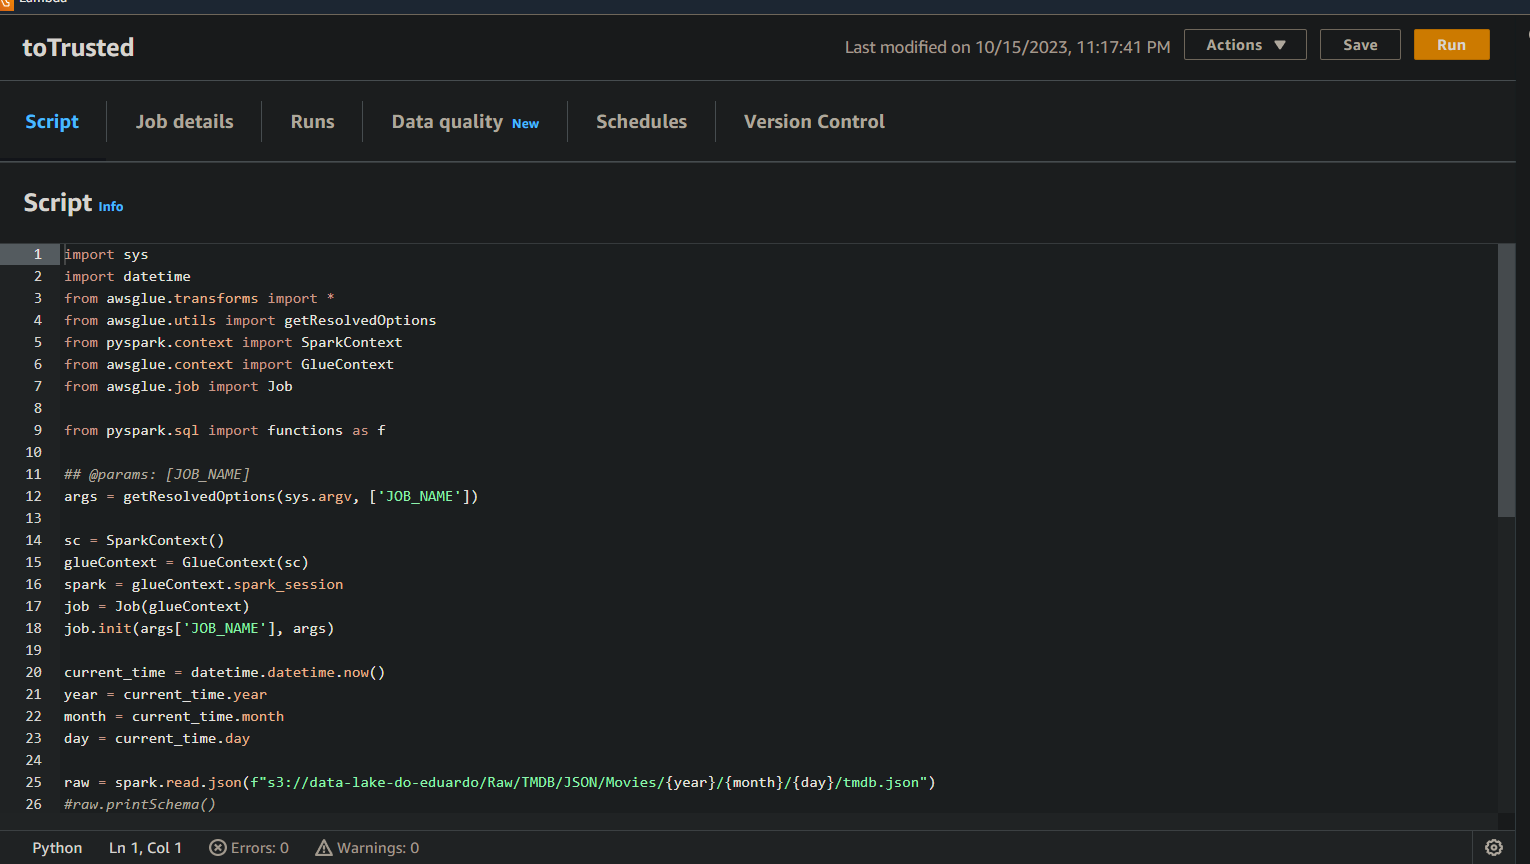 Lambda
toTrusted
Last modified on 10/15/2023, 11:17:41 PM
Actions ▼
Save
Run
Script
Job details
Runs
Data quality New
Schedules
Version Control
Script Info
1 import sys
2 import datetime
3 from awsglue.transforms import *
4 from awsglue.utils import getResolvedOptions
5 from pyspark.context import SparkContext
6 from awsglue.context import GlueContext
7 from awsglue.job import Job
8
9 from pyspark.sql import functions as f
10
11 ## @params: [JOB_NAME]
12 args = getResolvedOptions(sys.argv, ['JOB_NAME'])
13
14 sc = SparkContext()
15 glueContext = GlueContext(sc)
16 spark = glueContext.spark_session
17 job = Job(glueContext)
18 job.init(args['JOB_NAME'], args)
19
20 current_time = datetime.datetime.now()
21 year = current_time.year
22 month = current_time.month
23 day = current_time.day
24
25 raw = spark.read.json(f"s3://data-lake-do-eduardo/Raw/TMDB/JSON/Movies/{year}/{month}/{day}/tmdb.json")
26 #raw.printSchema()
Python
Ln 1, Col 1
Errors: 0
Warnings: 0